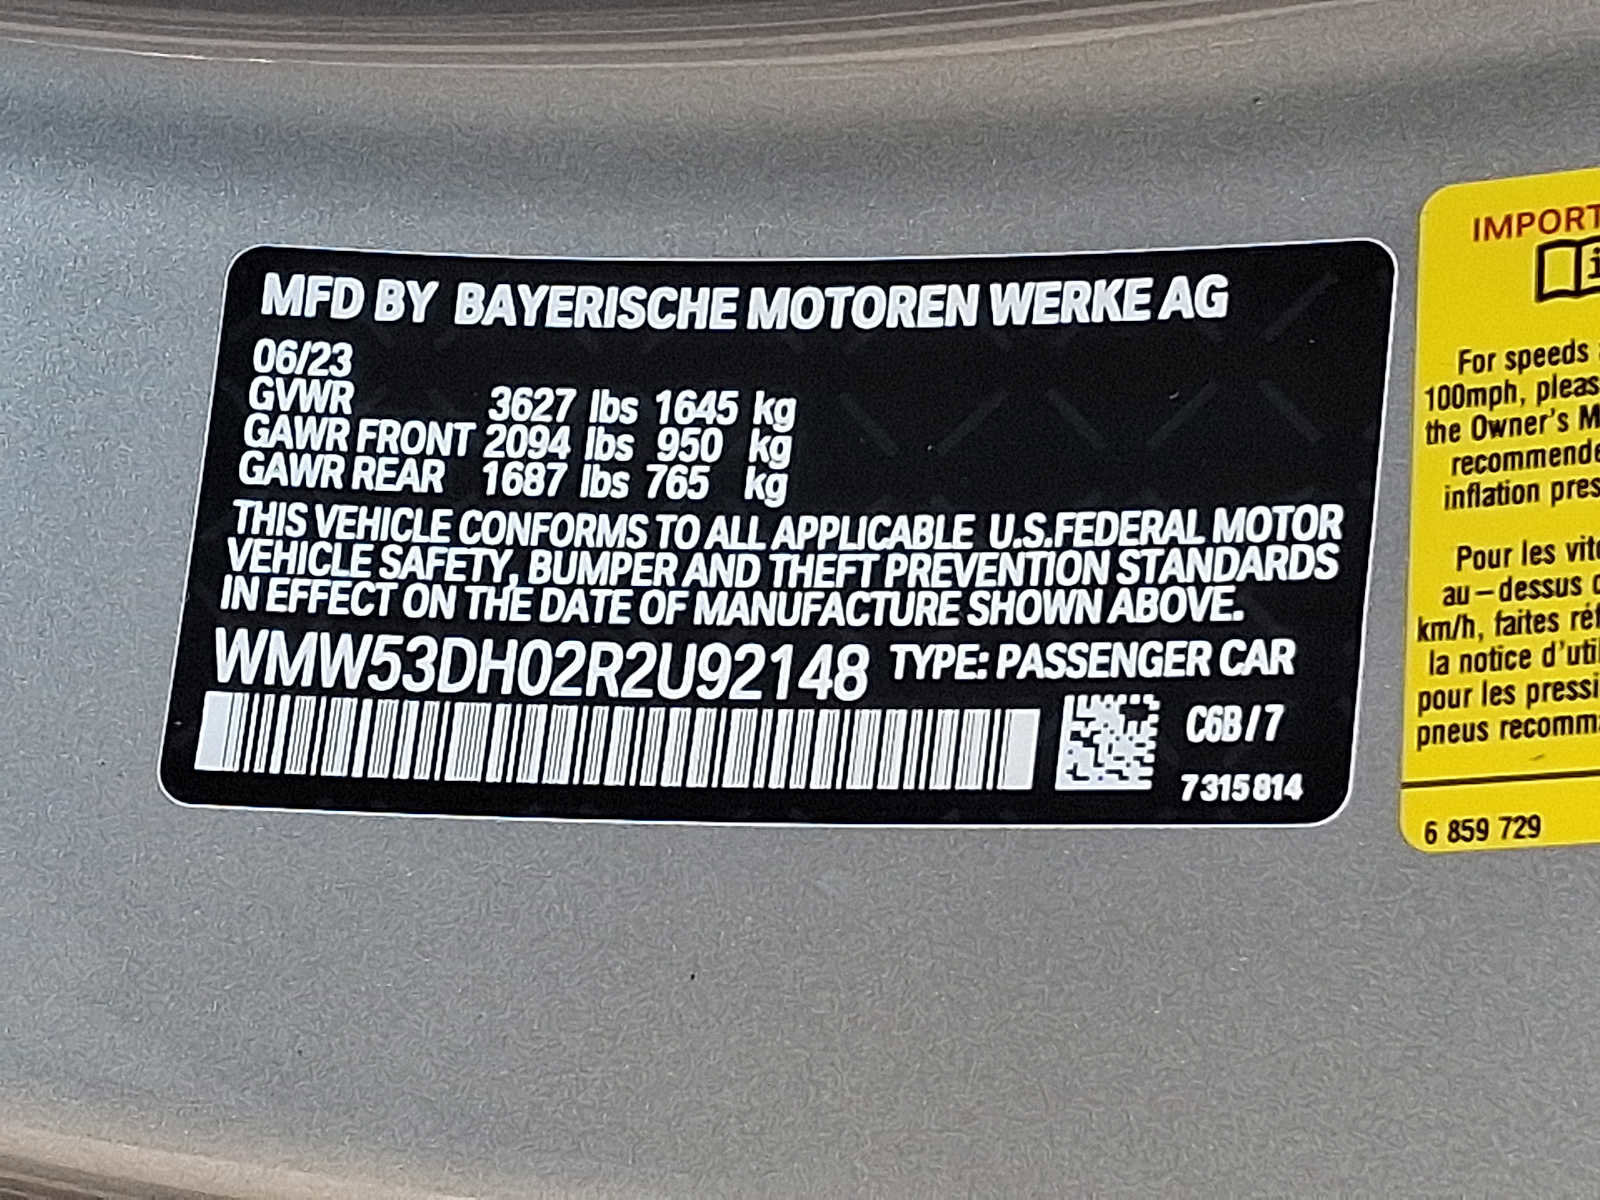 MFD BY BAYERISCHE MOTOREN WERKE AG
06/23
GVWR 3627 lbs 1645 kg
GAWR FRONT 2094 lbs 950 kg
GAWR REAR 1687 lbs 765 kg
THIS VEHICLE CONFORMS TO ALL APPLICABLE U.S.FEDERAL MOTOR
VEHICLE SAFETY, BUMPER AND THEFT PREVENTION STANDARDS
IN EFFECT ON THE DATE OF MANUFACTURE SHOWN ABOVE.
WMW53DH02R2U92148 TYPE: PASSENGER CAR
C6B/7
7315814
IMPORT
For speeds
100mph, pleas
the Owner's M
recommende
inflation pres
Pour les vite
au-dessus d
km/h, faites réf
la notice d'util
pour les pressi
pneus recomma
6 859 729